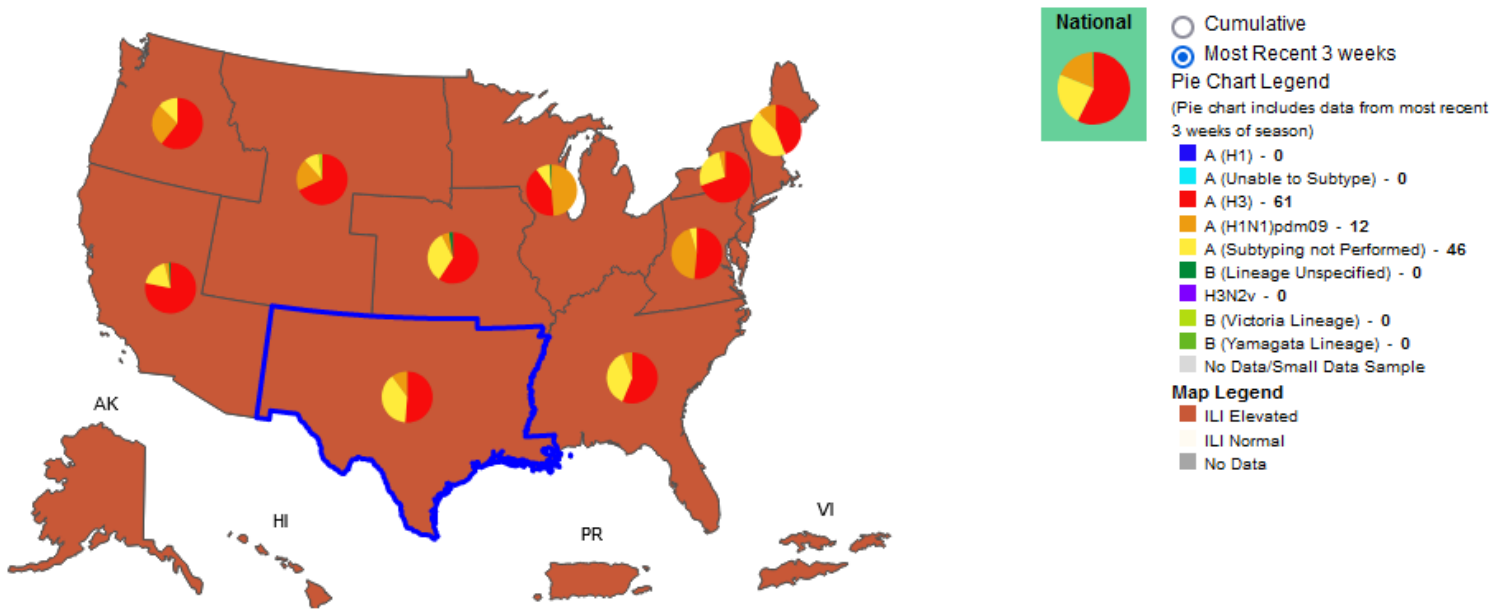 National
Cumulative
Most Recent 3 weeks
Pie Chart Legend
(Pie chart includes data from most recent
3 weeks of season)
A (H1) - 0
A (Unable to Subtype) - 0
A (H3) - 61
A (H1N1)pdm09 - 12
A (Subtyping not Performed) - 46
B (Lineage Unspecified) - 0
H3N2v - 0
B (Victoria Lineage) - 0
B (Yamagata Lineage) - 0
No Data/Small Data Sample
Map Legend
ILI Elevated
ILI Normal
No Data
AK
HI
PR
VI